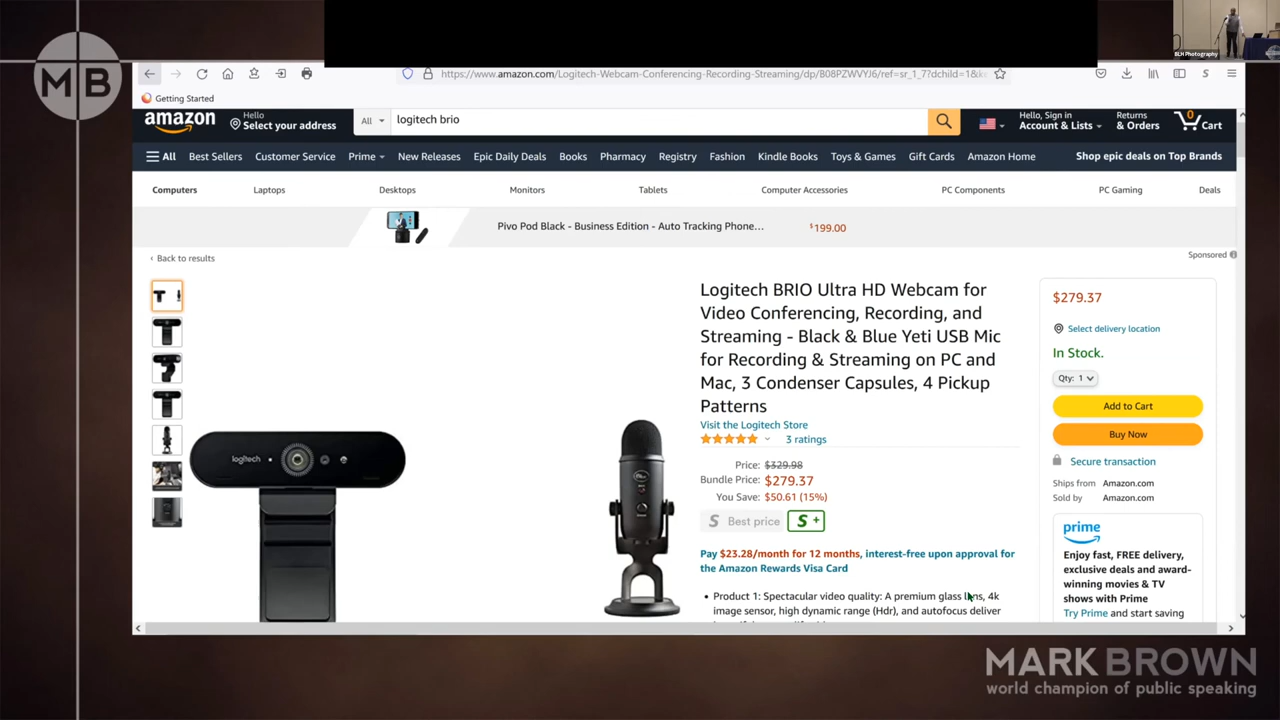 BLH Photography
MB
https://www.amazon.com/Logitech-Webcam-Conferencing-Recording-Streaming/dp/B08PZWVYJ6/ref=sr_1_7?dchild=1&k
Getting Started
amazon
Hello
Select your address
All
logitech brio
Hello, Sign in
Account & Lists
Returns
& Orders
0
Cart
All Best Sellers Customer Service Prime New Releases Epic Daily Deals Books Pharmacy Registry Fashion Kindle Books Toys & Games Gift Cards Amazon Home Shop epic deals on Top Brands
Computers Laptops Desktops Monitors Tablets Computer Accessories PC Components PC Gaming Deals
Pivo Pod Black - Business Edition - Auto Tracking Phone… $199.00
Sponsored
‹ Back to results
Logitech BRIO Ultra HD Webcam for
Video Conferencing, Recording, and
Streaming - Black & Blue Yeti USB Mic
for Recording & Streaming on PC and
Mac, 3 Condenser Capsules, 4 Pickup
Patterns
Visit the Logitech Store
3 ratings
Price: $329.98
Bundle Price: $279.37
You Save: $50.61 (15%)
S Best price S +
Pay $23.28/month for 12 months, interest-free upon approval for
the Amazon Rewards Visa Card
• Product 1: Spectacular video quality: A premium glass lens, 4k
image sensor, high dynamic range (Hdr), and autofocus deliver
logitech
$279.37
Select delivery location
In Stock.
Qty: 1
Add to Cart
Buy Now
Secure transaction
Ships from Amazon.com
Sold by Amazon.com
prime
Enjoy fast, FREE delivery,
exclusive deals and award-
winning movies & TV
shows with Prime
Try Prime and start saving
MARK BROWN
world champion of public speaking